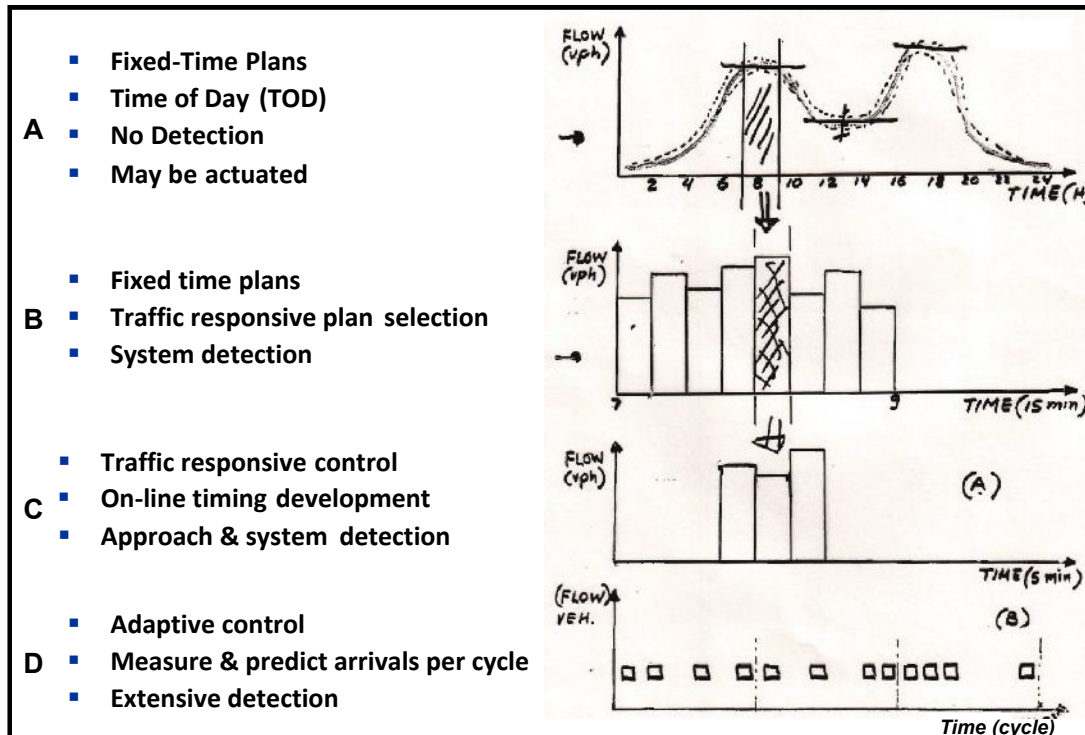 A
Fixed-Time Plans
Time of Day (TOD)
No Detection
May be actuated
FLOW
(vph)
2 4 6 8 10 12 14 16 18 20 22 24
TIME(H
B
Fixed time plans
Traffic responsive plan selection
System detection
FLOW
(vph)
7 9
TIME(15 min)
C
Traffic responsive control
On-line timing development
Approach & system detection
FLOW
(vph)
(A)
TIME(5 min)
D
Adaptive control
Measure & predict arrivals per cycle
Extensive detection
(FLOW)
VEH.
(B)
Time (cycle)